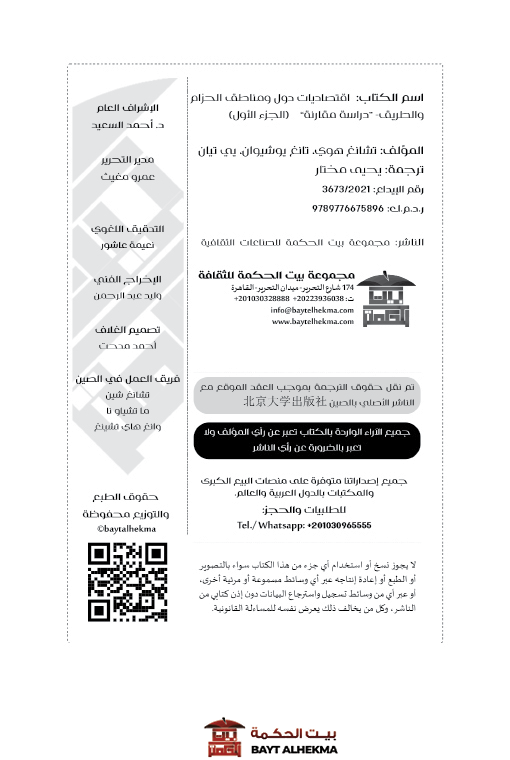 اسم الكتاب: اقتصاديات دول ومناطق الحزام
والطريق- "دراسة مقارنة" (الجزء الأول)
المؤلف: تشانغ هوي، تانغ يوشيوان، يي تيان
ترجمة: يحيى مختار
رقم الإيداع: 3673/2021
ر.د.م.ك: 9789776675896
الناشر: مجموعة بيت الحكمة للصناعات الثقافية
مجموعة بيت الحكمة للثقافة
174 شارع التحرير- ميدان التحرير- القاهرة
ت: 20223936038+ 201030328888+
info@baytelhekma.com
www.baytelhekma.com
بيت الحكمة
تم نقل حقوق الترجمة بموجب العقد الموقع مع
الناشر الأصلي بالصين 北京大学出版社
جميع الآراء الواردة بالكتاب تعبر عن رأي المؤلف ولا
تعبر بالضرورة عن رأي الناشر
جميع إصداراتنا متوفرة على منصات البيع الكبرى
والمكتبات بالدول العربية والعالم.
للطلبيات والحجز:
Tel./ Whatsapp: +201030965555
لا يجوز نسخ أو استخدام أي جزء من هذا الكتاب سواء بالتصوير
أو الطبع أو إعادة إنتاجه عبر أي وسائط مسموعة أو مرئية أخرى،
أو عبر أي من وسائط تسجيل واسترجاع البيانات دون إذن كتابي من
الناشر، وكل من يخالف ذلك يعرض نفسه للمساءلة القانونية.
الإشراف العام
د. أحمد السعيد
مدير التحرير
عمرو مغيث
التدقيق اللغوي
نعيمة عاشور
الإخراج الفني
وليد عبد الرحمن
تصميم الغلاف
أحمد مدحت
فريق العمل في الصين
تشانغ شين
ما تشياو نا
وانغ هاي تشينغ
حقوق الطبع
والتوزيع محفوظة
©baytalhekma
بيت الحكمة
BAYT ALHEKMA